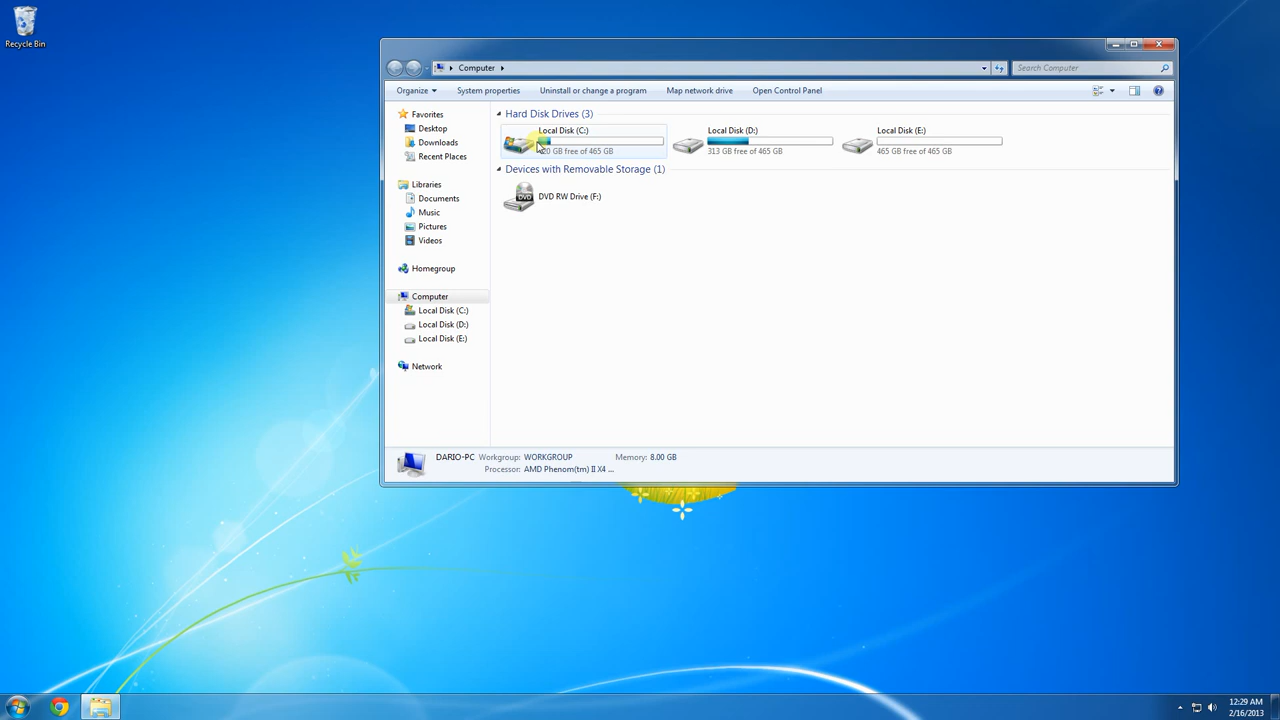 Recycle Bin
Computer
Search Computer
Organize
System properties
Uninstall or change a program
Map network drive
Open Control Panel
Favorites
Desktop
Downloads
Recent Places
Libraries
Documents
Music
Pictures
Videos
Homegroup
Computer
Local Disk (C:)
Local Disk (D:)
Local Disk (E:)
Network
Hard Disk Drives (3)
Local Disk (C:)
GB free of 465 GB
Local Disk (D:)
313 GB free of 465 GB
Local Disk (E:)
465 GB free of 465 GB
Devices with Removable Storage (1)
DVD
DVD RW Drive (F:)
DARIO-PC
Workgroup: WORKGROUP
Memory: 8.00 GB
Processor: AMD Phenom(tm) II X4 ...
12:29 AM
2/16/2013